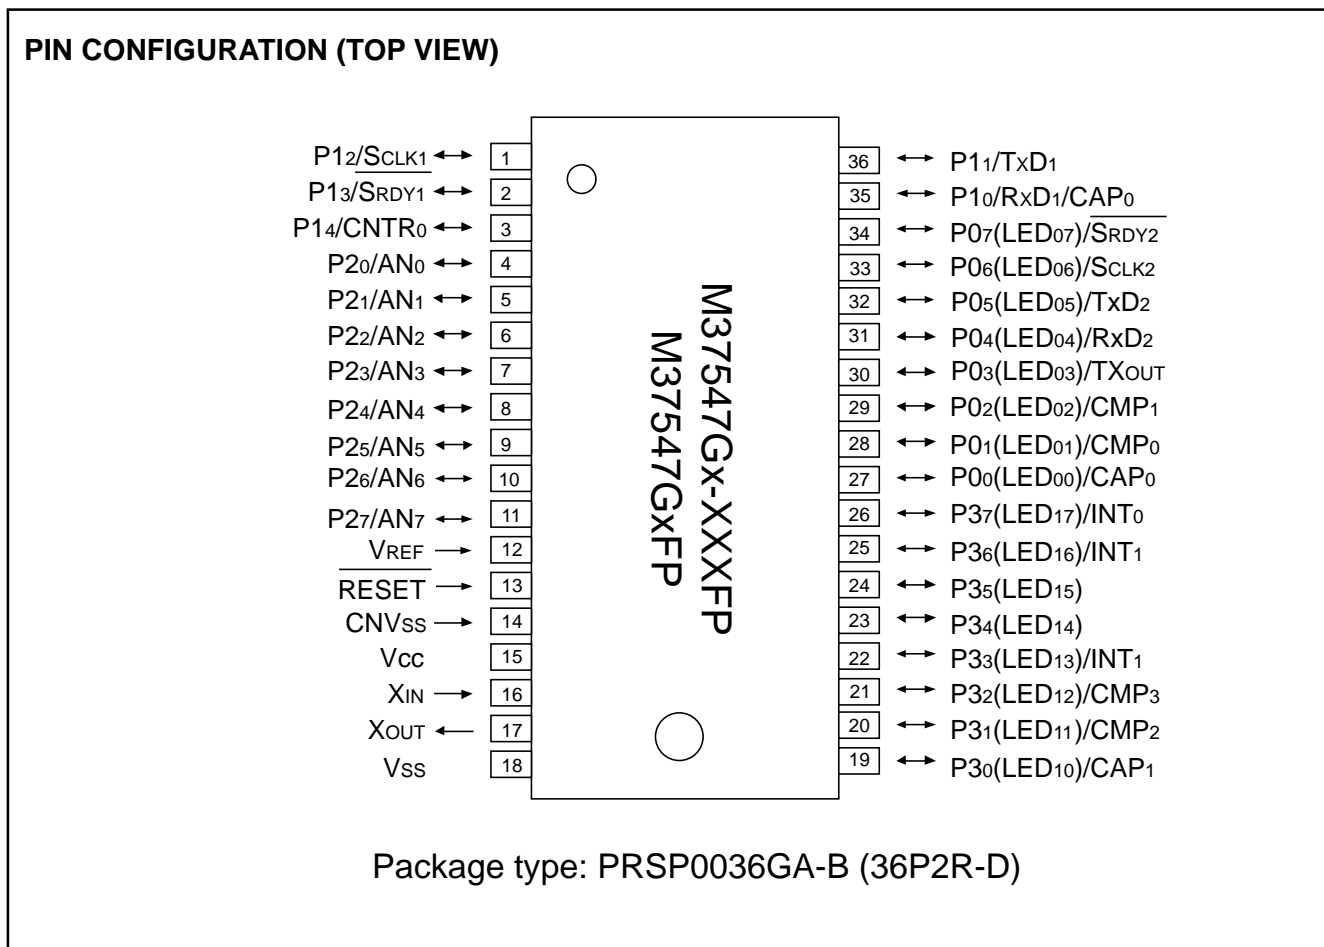 PIN CONFIGURATION (TOP VIEW)
P12/SCLK1 1
P13/SRDY1 2
P14/CNTR0 3
P20/AN0 4
P21/AN1 5
P22/AN2 6
P23/AN3 7
P24/AN4 8
P25/AN5 9
P26/AN6 10
P27/AN7 11
VREF 12
RESET 13
CNVSS 14
Vcc 15
XIN 16
XOUT 17
VSS 18
M37547Gx-XXXFP
M37547GxFP
36 P11/TxD1
35 P10/RxD1/CAP0
34 P07(LED07)/SRDY2
33 P06(LED06)/SCLK2
32 P05(LED05)/TxD2
31 P04(LED04)/RxD2
30 P03(LED03)/TXOUT
29 P02(LED02)/CMP1
28 P01(LED01)/CMP0
27 P00(LED00)/CAP0
26 P37(LED17)/INT0
25 P36(LED16)/INT1
24 P35(LED15)
23 P34(LED14)
22 P33(LED13)/INT1
21 P32(LED12)/CMP3
20 P31(LED11)/CMP2
19 P30(LED10)/CAP1
Package type: PRSP0036GA-B (36P2R-D)